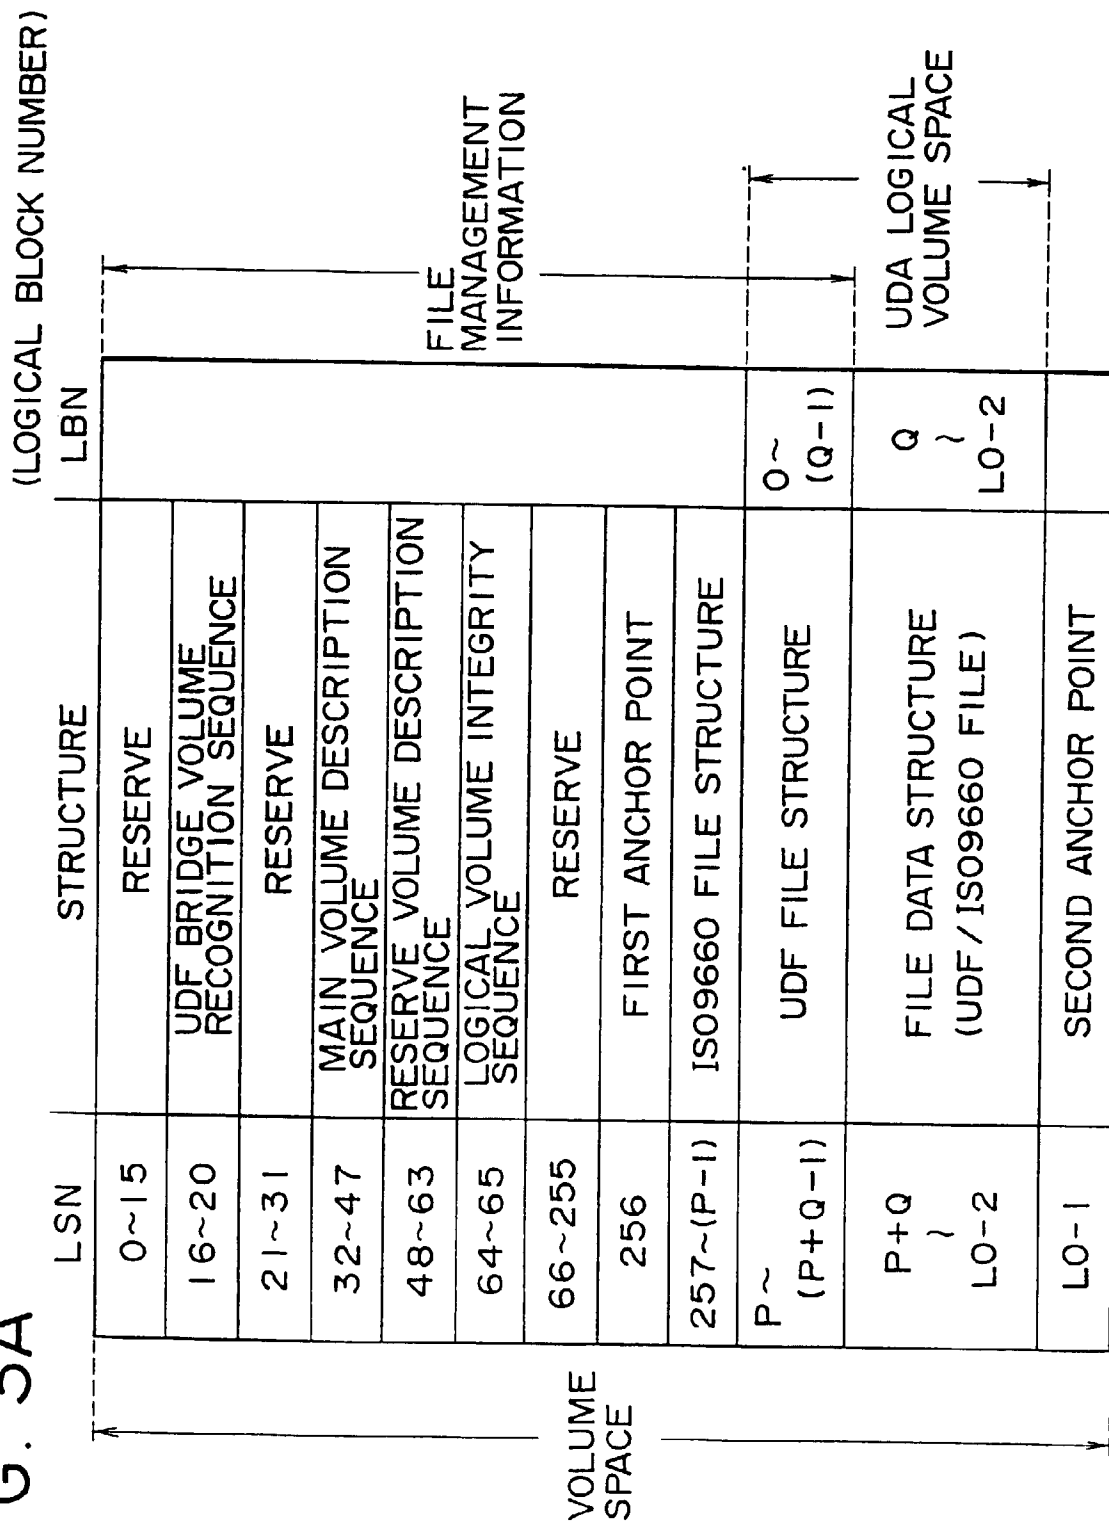 G. 5A
(LOGICAL BLOCK NUMBER)
LSN STRUCTURE LBN
0~15 RESERVE
16~20 UDF BRIDGE VOLUME
RECOGNITION SEQUENCE
21~31 RESERVE
32~47 MAIN VOLUME DESCRIPTION
SEQUENCE
48~63 RESERVE VOLUME DESCRIPTION
SEQUENCE
64~65 LOGICAL VOLUME INTEGRITY
SEQUENCE
66~255 RESERVE
256 FIRST ANCHOR POINT
257~(P-1) ISO9660 FILE STRUCTURE
P~
(P+Q-1)
UDF FILE STRUCTURE
0~
(Q-1)
P+Q
~
LO-2
FILE DATA STRUCTURE
(UDF/ISO9660 FILE)
Q
~
LO-2
LO-1 SECOND ANCHOR POINT
VOLUME
SPACE
FILE
MANAGEMENT
INFORMATION
UDA LOGICAL
VOLUME SPACE